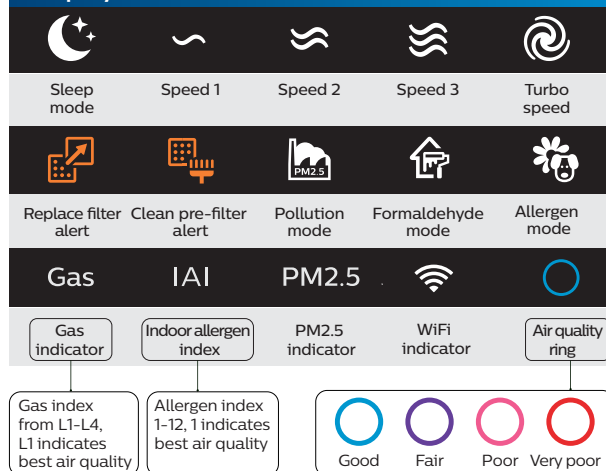 Sleep mode
Speed 1
Speed 2
Speed 3
Turbo speed
PM2.5
Replace filter alert
Clean pre-filter alert
Pollution mode
Formaldehyde mode
Allergen mode
Gas
IAI
PM2.5
Gas indicator
Indoor allergen index
PM2.5 indicator
WiFi indicator
Air quality ring
Gas index
from L1-L4,
L1 indicates
best air quality
Allergen index
1-12, 1 indicates
best air quality
Good
Fair
Poor
Very poor